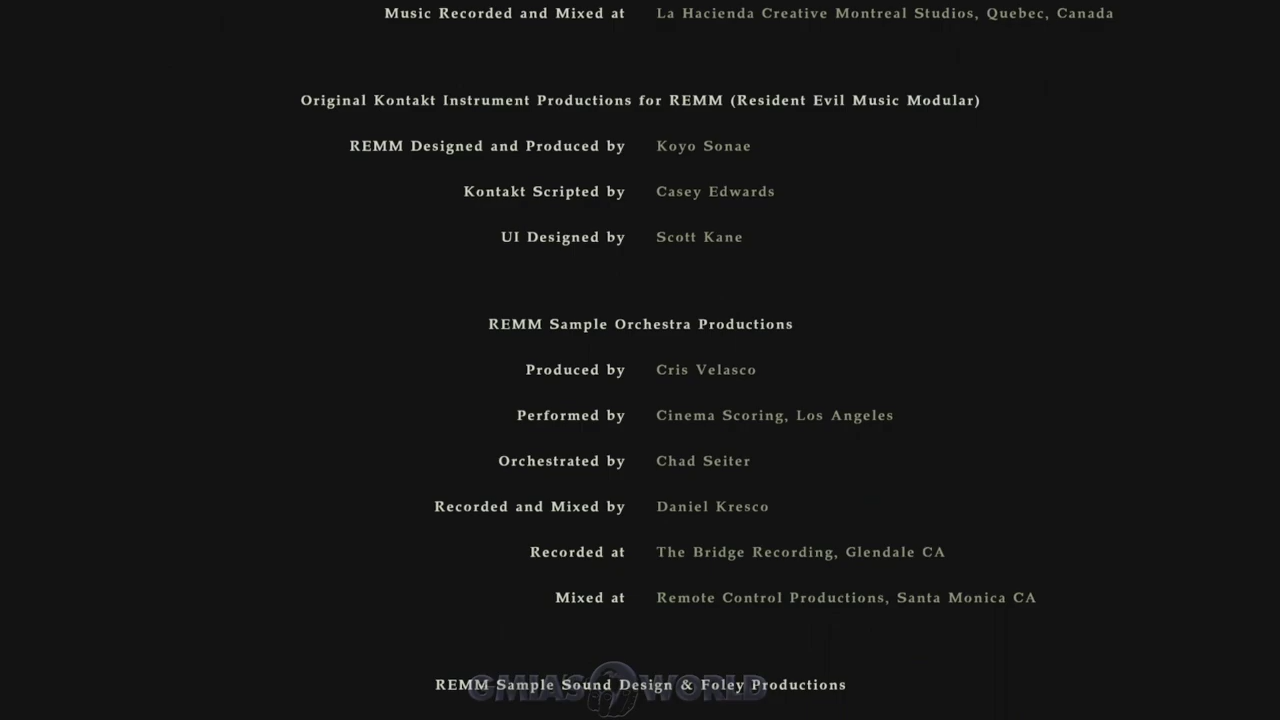 Music Recorded and Mixed at La Hacienda Creative Montreal Studios, Quebec, Canada
Original Kontakt Instrument Productions for REMM (Resident Evil Music Modular)
REMM Designed and Produced by Koyo Sonae
Kontakt Scripted by Casey Edwards
UI Designed by Scott Kane
REMM Sample Orchestra Productions
Produced by Cris Velasco
Performed by Cinema Scoring, Los Angeles
Orchestrated by Chad Seiter
Recorded and Mixed by Daniel Kresco
Recorded at The Bridge Recording, Glendale CA
Mixed at Remote Control Productions, Santa Monica CA
REMM Sample Sound Design & Foley Productions
GMIAS WORLD